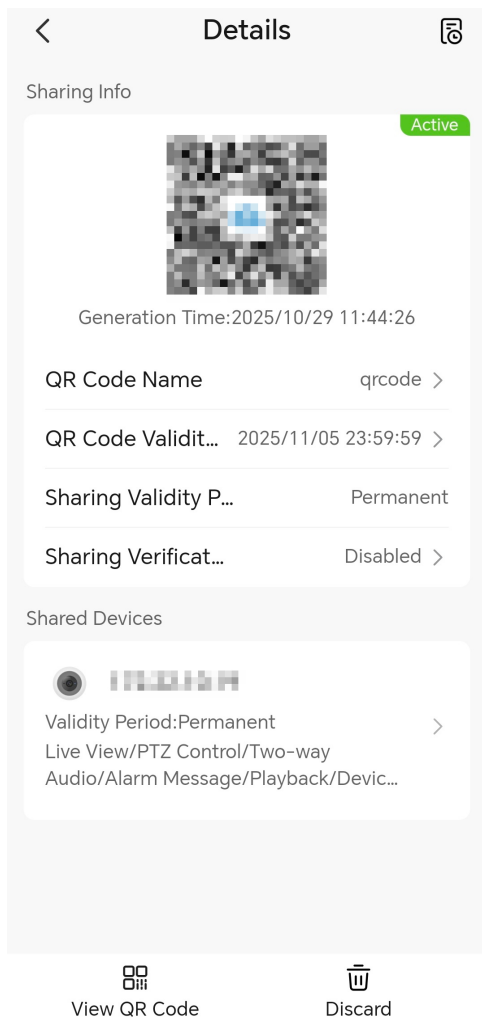 Details
Sharing Info
Active
Generation Time:2025/10/29 11:44:26
QR Code Name
qrcode
QR Code Validit...
2025/11/05 23:59:59
Sharing Validity P...
Permanent
Sharing Verificat...
Disabled
Shared Devices
Validity Period:Permanent
Live View/PTZ Control/Two-way
Audio/Alarm Message/Playback/Devic...
View QR Code
Discard